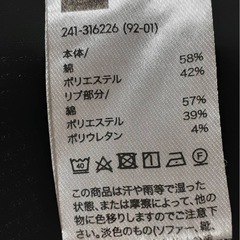 241-316226 (92-01)
本体/
綿 58%
ポリエステル 42%
リブ部分/
綿 57%
ポリエステル 39%
ポリウレタン 4%
40
この商品は汗や雨等で湿った
状態、または摩擦によって、他の
物に色移りしますのでご注意
下さい。淡色のもの(ソファー、靴、